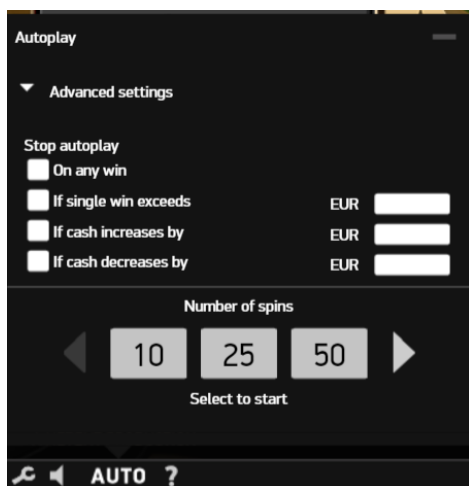 Autoplay
Advanced settings
Stop autoplay
On any win
If single win exceeds EUR
If cash increases by EUR
If cash decreases by EUR
Number of spins
10 25 50
Select to start
AUTO ?